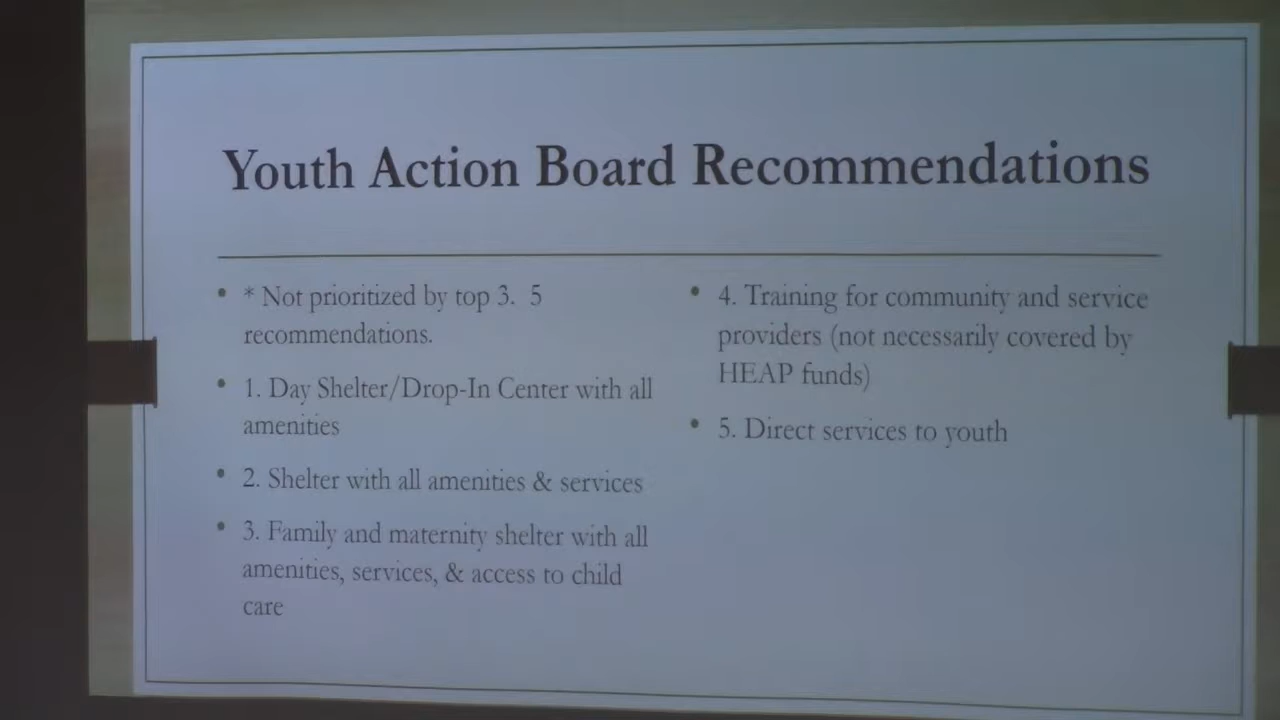 Youth Action Board Recommendations
• * Not prioritized by top 3.  5
recommendations.
• 1. Day Shelter/Drop-In Center with all
amenities
• 2. Shelter with all amenities & services
• 3. Family and maternity shelter with all
amenities, services, & access to child
care
• 4. Training for community and service
providers (not necessarily covered by
HEAP funds)
• 5. Direct services to youth